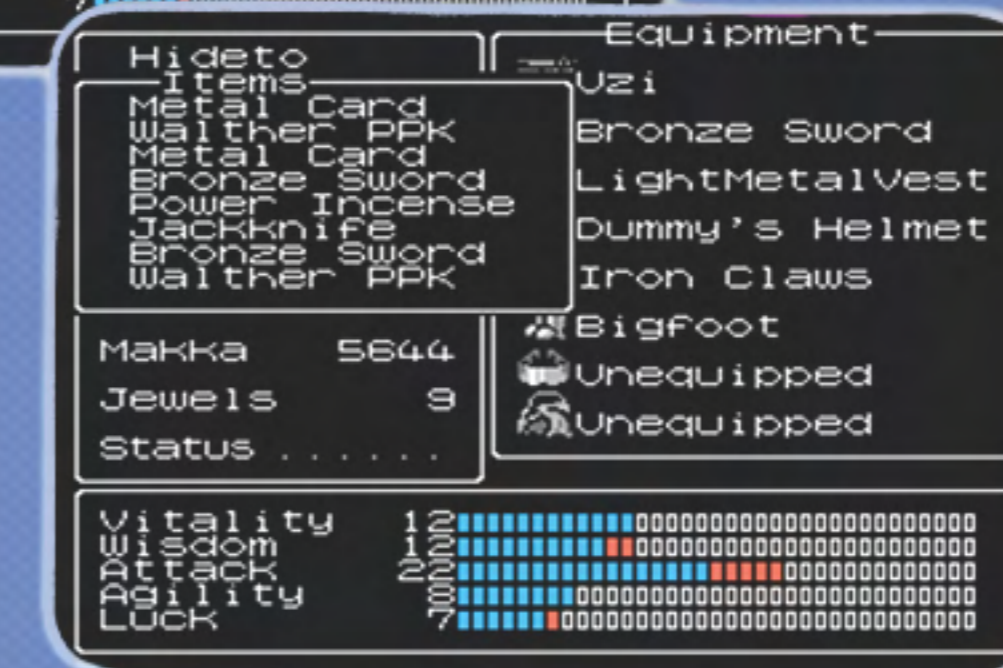 Hideto
Items
Metal Card
Walther PPK
Metal Card
Bronze Sword
Power Incense
Jackknife
Bronze Sword
Walther PPK
Makka 5644
Jewels 9
Status ......
Equipment
Uzi
Bronze Sword
LightMetalVest
Dummy's Helmet
Iron Claws
Bigfoot
Unequipped
Unequipped
Vitality 12
Wisdom 12
Attack 22
Agility 8
Luck 7